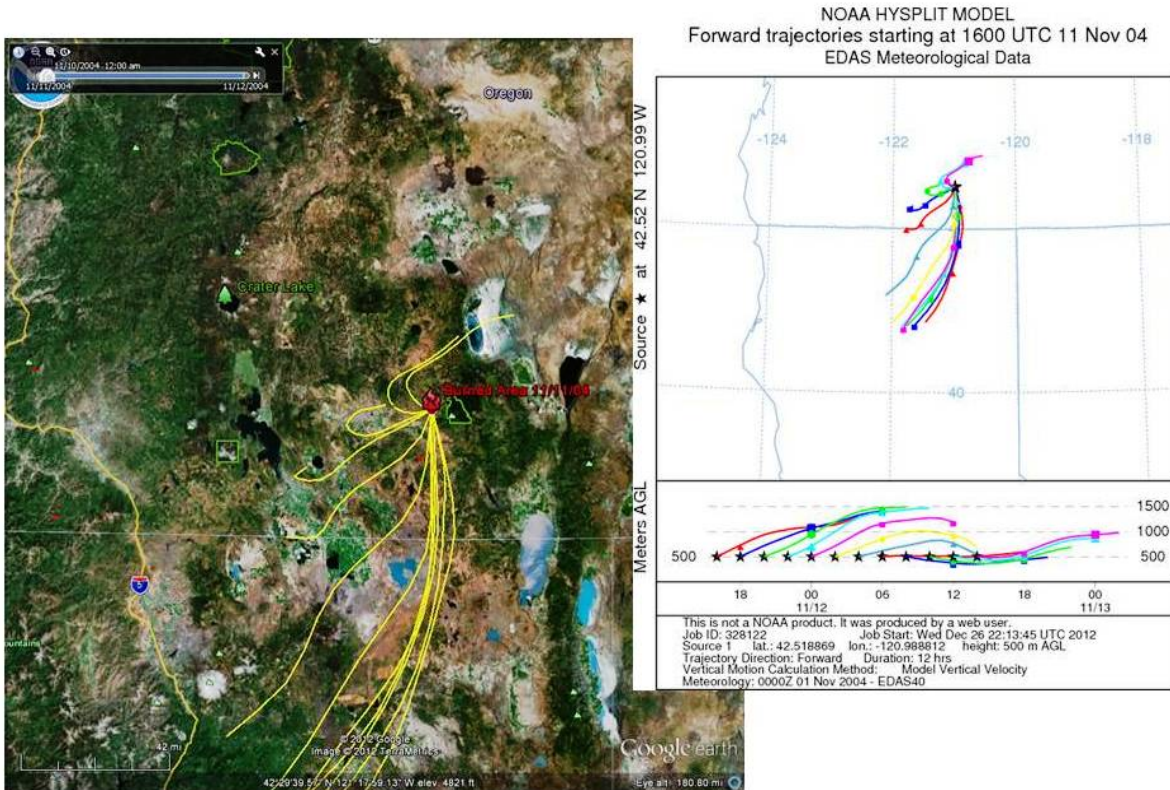 11/10/2004 12:00 am
11/11/2004 11/12/2004
Oregon
Crater Lake
Burned Area 11/11/04
5
ountains
42 mi
© 2012 Google
Image © 2012 TerraMetrics
Google earth
42°29'39.57" N 121°17'59.13" W elev 4821 ft
Eye alt 180.80 mi
NOAA HYSPLIT MODEL
Forward trajectories starting at 1600 UTC 11 Nov 04
EDAS Meteorological Data
Source ★ at 42.52 N 120.99 W
-124 -122 -120 -118
40
Meters AGL
1500
1000
500 500
18 00 06 12 18 00
11/12 11/13
This is not a NOAA product. It was produced by a web user.
Job ID: 328122 Job Start: Wed Dec 26 22:13:45 UTC 2012
Source 1 lat.: 42.518869 lon.: -120.988812 height: 500 m AGL
Trajectory Direction: Forward Duration: 12 hrs
Vertical Motion Calculation Method: Model Vertical Velocity
Meteorology: 0000Z 01 Nov 2004 - EDAS40